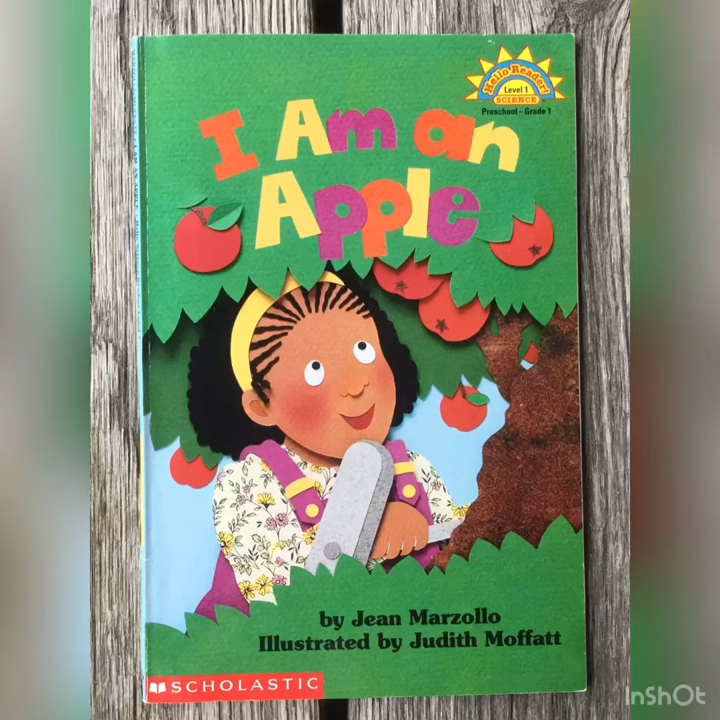 Hello Reader!
Level 1
SCIENCE
Preschool – Grade 1
I Am an
Apple
by Jean Marzollo
Illustrated by Judith Moffatt
SCHOLASTIC
InShOt